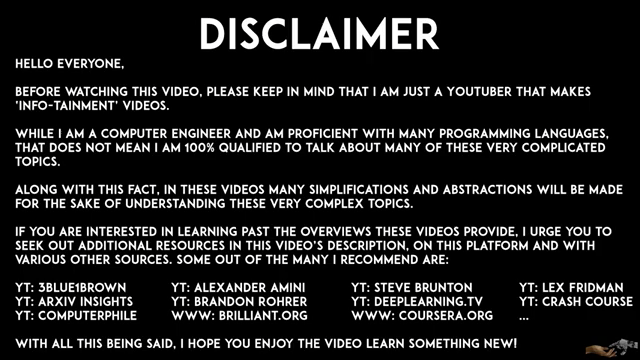 DISCLAIMER
HELLO EVERYONE,
BEFORE WATCHING THIS VIDEO, PLEASE KEEP IN MIND THAT I AM JUST A YOUTUBER THAT MAKES
'INFO-TAINMENT' VIDEOS.
WHILE I AM A COMPUTER ENGINEER AND AM PROFICIENT WITH MANY PROGRAMMING LANGUAGES,
THAT DOES NOT MEAN I AM 100% QUALIFIED TO TALK ABOUT MANY OF THESE VERY COMPLICATED
TOPICS.
ALONG WITH THIS FACT, IN THESE VIDEOS MANY SIMPLIFICATIONS AND ABSTRACTIONS WILL BE MADE
FOR THE SAKE OF UNDERSTANDING THESE VERY COMPLEX TOPICS.
IF YOU ARE INTERESTED IN LEARNING PAST THE OVERVIEWS THESE VIDEOS PROVIDE, I URGE YOU TO
SEEK OUT ADDITIONAL RESOURCES IN THIS VIDEO'S DESCRIPTION, ON THIS PLATFORM AND WITH
VARIOUS OTHER SOURCES. SOME OUT OF THE MANY I RECOMMEND ARE:
YT: 3BLUE1BROWN YT: ALEXANDER AMINI YT: STEVE BRUNTON YT: LEX FRIDMAN
YT: ARXIV INSIGHTS YT: BRANDON ROHRER YT: DEEPLEARNING.TV YT: CRASH COURSE
YT: COMPUTERPHILE WWW: BRILLIANT.ORG WWW: COURSERA.ORG ...
WITH ALL THIS BEING SAID, I HOPE YOU ENJOY THE VIDEO LEARN SOMETHING NEW!